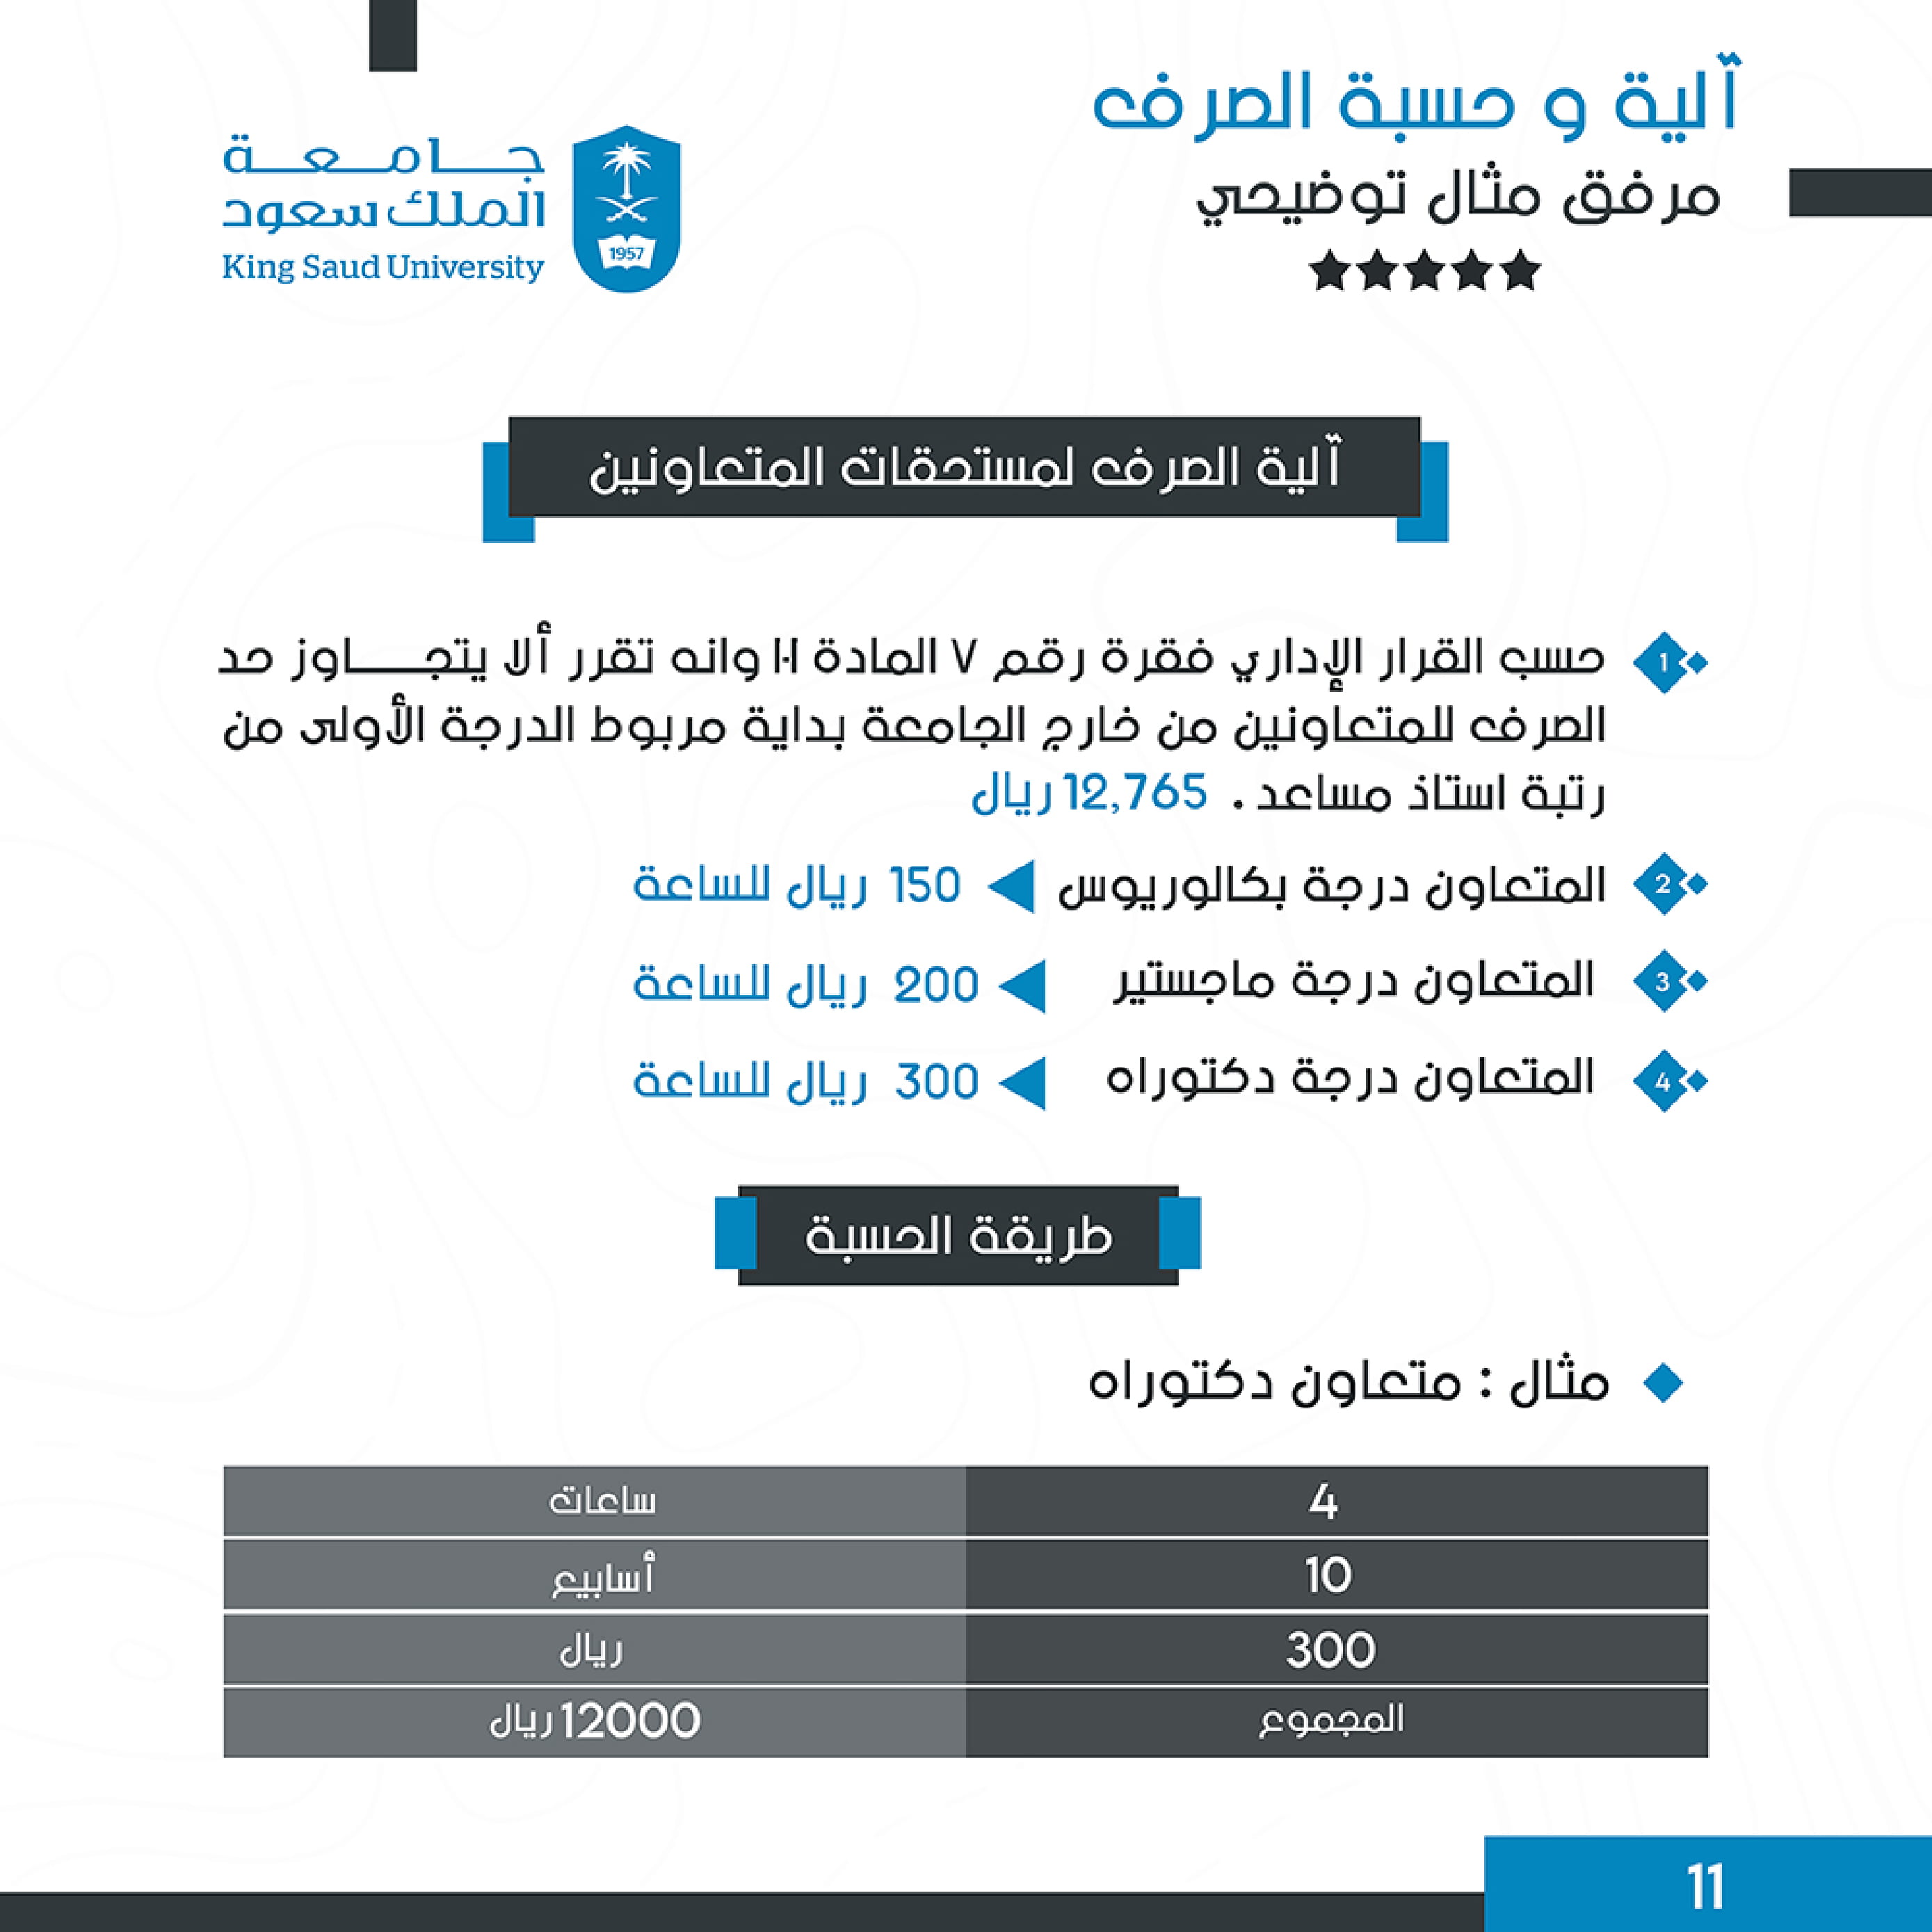 آلية و حسبة الصرف
مرفق مثال توضيحي
جامعة
الملك سعود
King Saud University
1957
آلية الصرف لمستحقات المتعاونين
1 حسب القرار الإداري فقرة رقم ٧ المادة ١٠١ وانه تقرر ألا يتجـــاوز حد
الصرف للمتعاونين من خارج الجامعة بداية مربوط الدرجة الأولى من
رتبة استاذ مساعد . 12,765 ريال
2 المتعاون درجة بكالوريوس 150 ريال للساعة
3 المتعاون درجة ماجستير 200 ريال للساعة
4 المتعاون درجة دكتوراه 300 ريال للساعة
طريقة الحسبة
مثال : متعاون دكتوراه
4 ساعات
10 أسابيع
300 ريال
المجموع 12000 ريال
11